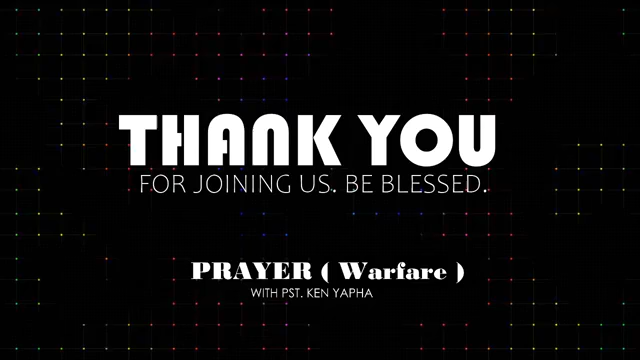 THANK YOU
FOR JOINING US. BE BLESSED.
PRAYER ( Warfare )
WITH PST. KEN YAPHA